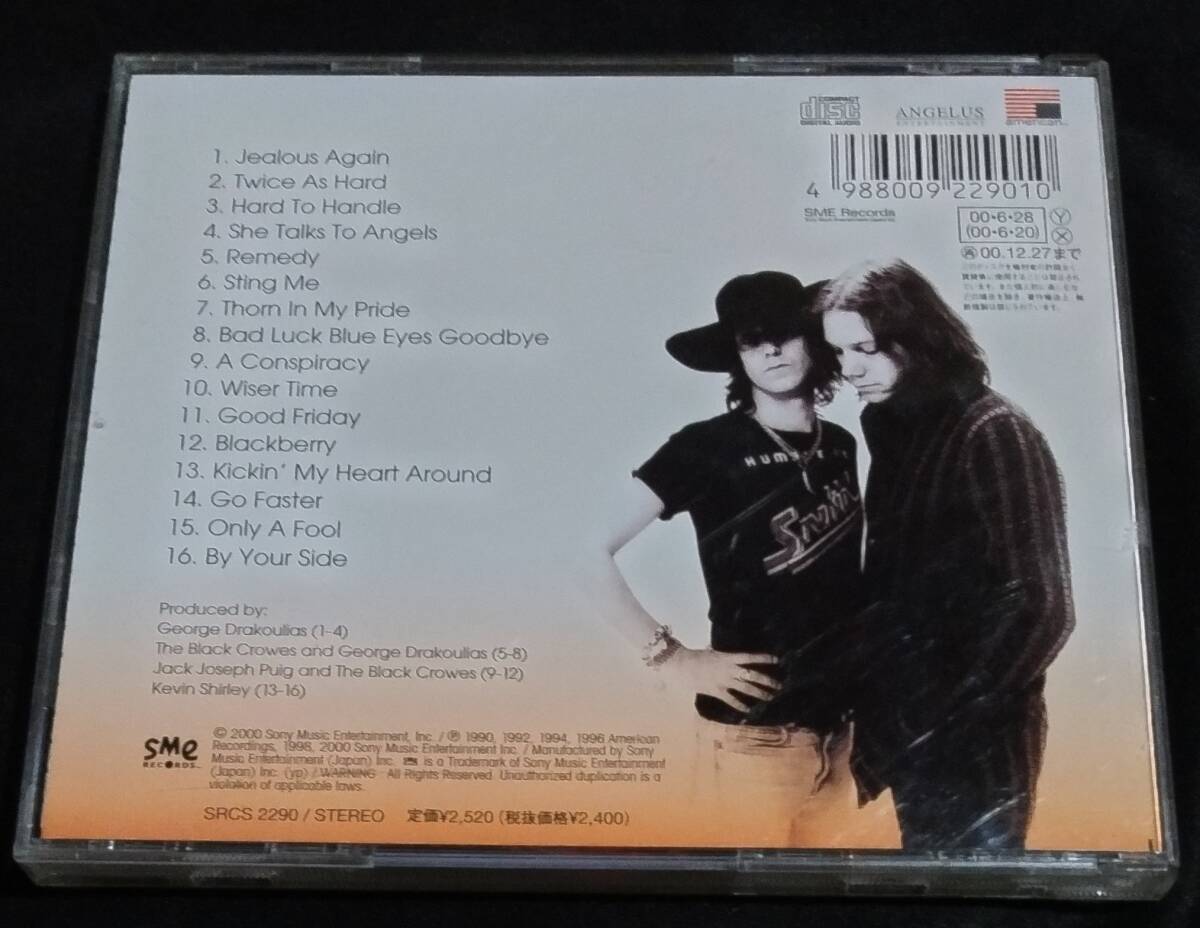 1. Jealous Again
2. Twice As Hard
3. Hard To Handle
4. She Talks To Angels
5. Remedy
6. Sting Me
7. Thorn In My Pride
8. Bad Luck Blue Eyes Goodbye
9. A Conspiracy
10. Wiser Time
11. Good Friday
12. Blackberry
13. Kickin' My Heart Around
14. Go Faster
15. Only A Fool
16. By Your Side
Produced by:
George Drakoulias (1-4)
The Black Crowes and George Drakoulias (5-8)
Jack Joseph Puig and The Black Crowes (9-12)
Kevin Shirley (13-16)
SME
RECORDS
© 2000 Sony Music Entertainment, Inc. / ℗ 1990, 1992, 1994, 1996 American
Recordings, 1998, 2000 Sony Music Entertainment Inc. / Manufactured by Sony
Music Entertainment (Japan) Inc. is a Trademark of Sony Music Entertainment
(Japan) Inc. (yp) / WARNING : All Rights Reserved. Unauthorized duplication is a
violation of applicable laws.
SRCS 2290 / STEREO 定価¥2,520 (税抜価格¥2,400)
COMPACT
disc
DIGITAL AUDIO
ANGELUS
ENTERTAINMENT
american
4 988009 229010
SME Records
00・6・28 Ⓨ
(00・6・20) Ⓧ
㋹00.12.27まで